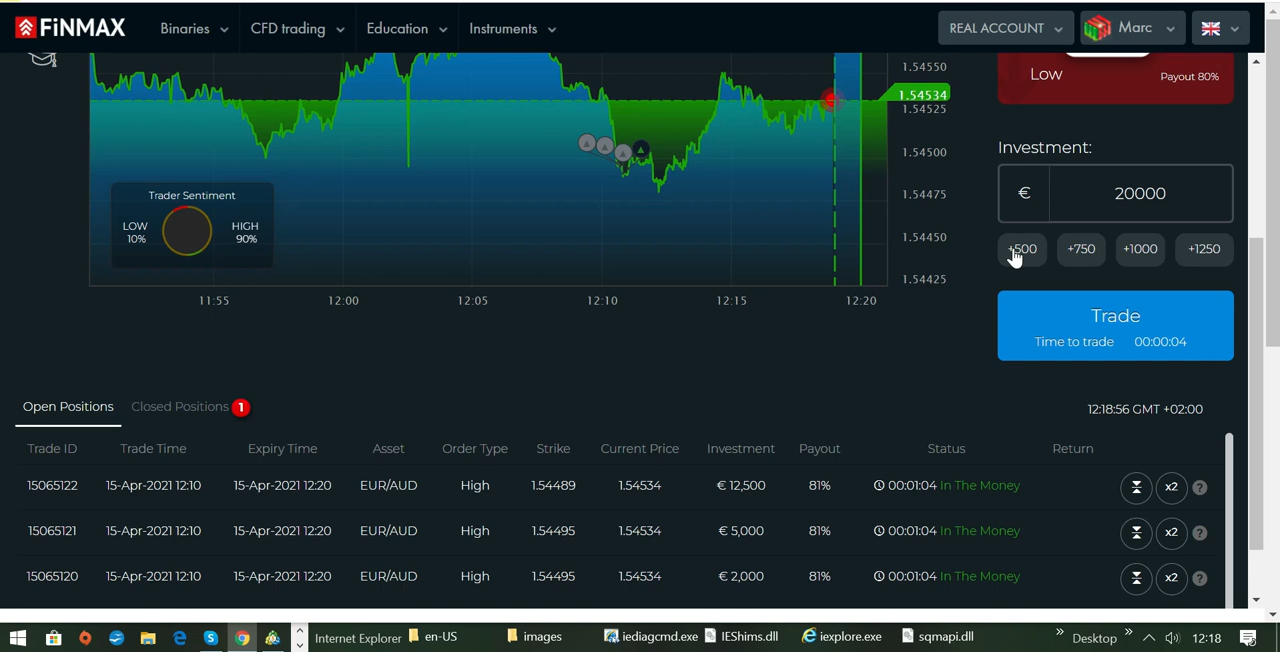 FiNMAX Binaries CFD trading Education Instruments REAL ACCOUNT Marc
1.54550
Low Payout 80%
1.54534
1.54525
Investment:
1.54500
€ 20000
1.54475
Trader Sentiment
LOW HIGH
10% 90%
1.54450
+500 +750 +1000 +1250
1.54425
11:55 12:00 12:05 12:10 12:15 12:20
Trade
Time to trade 00:00:04
Open Positions Closed Positions 1 12:18:56 GMT +02:00
Trade ID Trade Time Expiry Time Asset Order Type Strike Current Price Investment Payout Status Return
15065122 15-Apr-2021 12:10 15-Apr-2021 12:20 EUR/AUD High 1.54489 1.54534 € 12,500 81% 00:01:04 In The Money x2 ?
15065121 15-Apr-2021 12:10 15-Apr-2021 12:20 EUR/AUD High 1.54495 1.54534 € 5,000 81% 00:01:04 In The Money x2 ?
15065120 15-Apr-2021 12:10 15-Apr-2021 12:20 EUR/AUD High 1.54495 1.54534 € 2,000 81% 00:01:04 In The Money x2 ?
Internet Explorer en-US images iediagcmd.exe IEShims.dll iexplore.exe sqmapi.dll Desktop 12:18